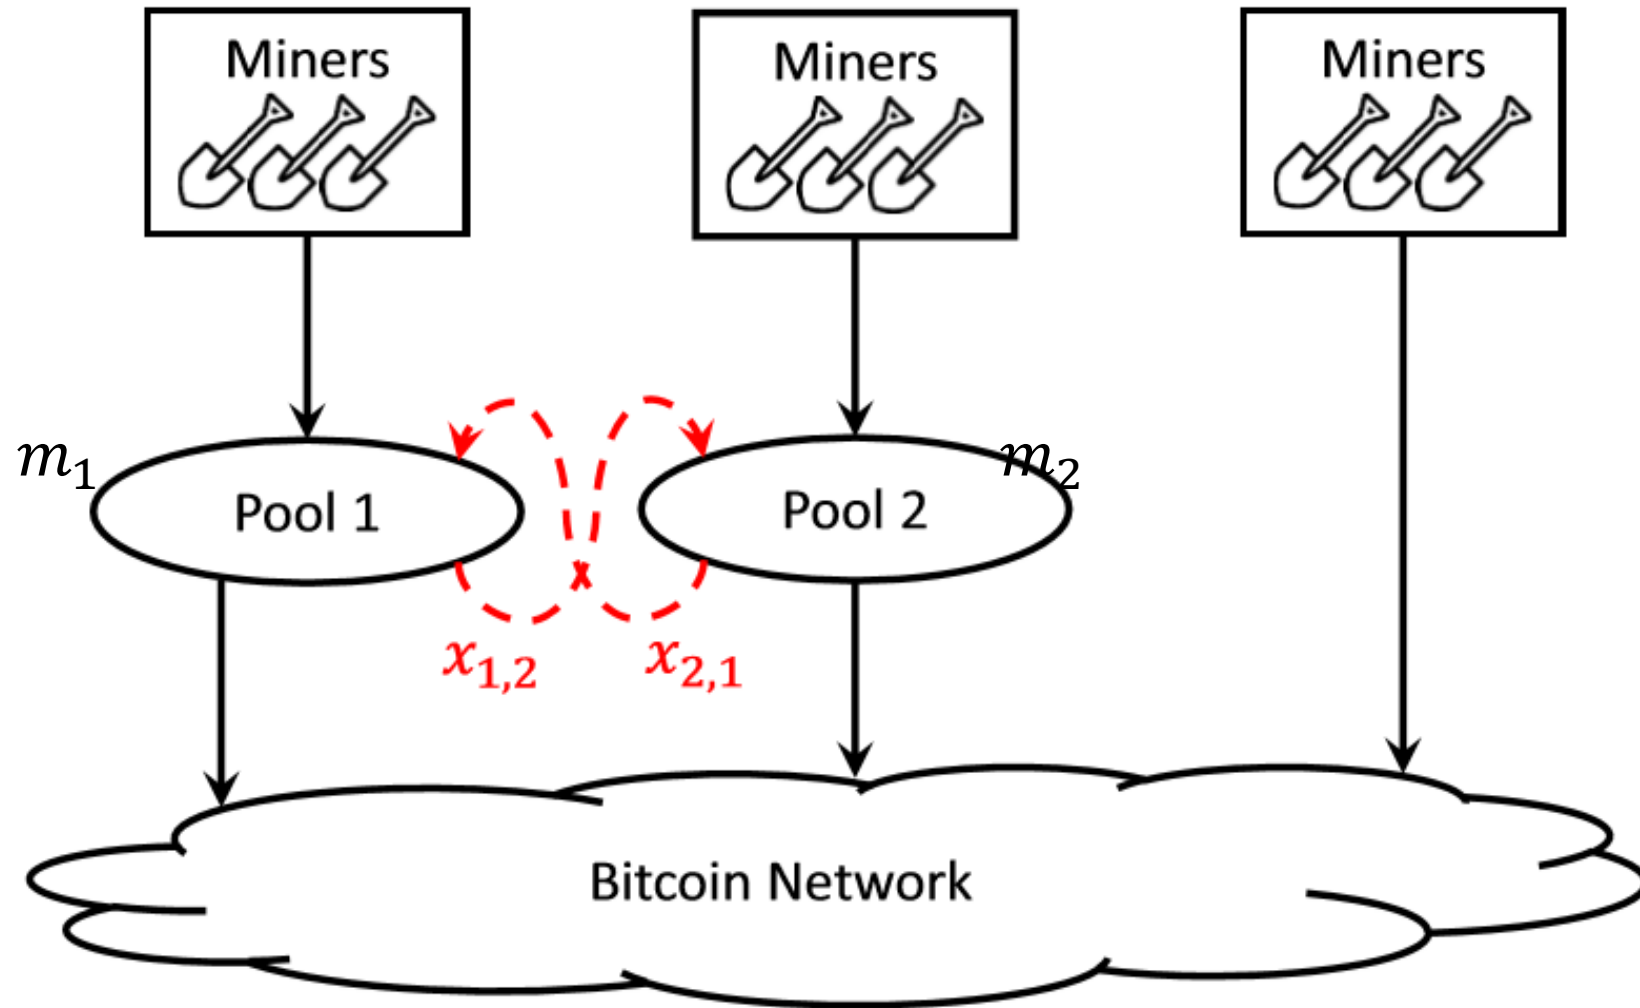 Miners
Miners
Miners
m₁
Pool 1
Pool 2
m₂
x₁,₂
x₂,₁
Bitcoin Network